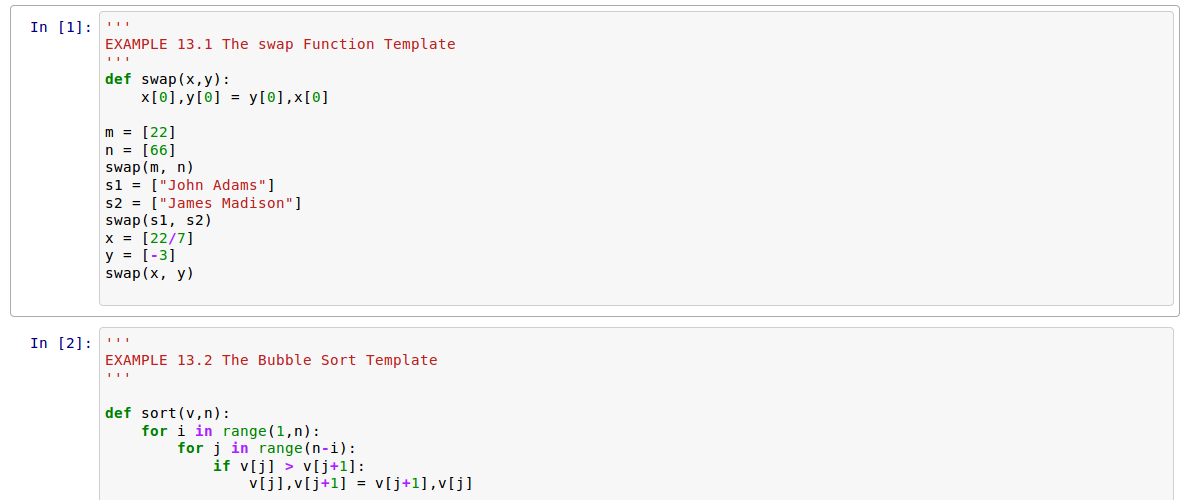 In [1]:
'''
EXAMPLE 13.1 The swap Function Template
'''
def swap(x,y):
    x[0],y[0] = y[0],x[0]

m = [22]
n = [66]
swap(m, n)
s1 = ["John Adams"]
s2 = ["James Madison"]
swap(s1, s2)
x = [22/7]
y = [-3]
swap(x, y)

In [2]:
'''
EXAMPLE 13.2 The Bubble Sort Template
'''

def sort(v,n):
    for i in range(1,n):
        for j in range(n-i):
            if v[j] > v[j+1]:
                v[j],v[j+1] = v[j+1],v[j]